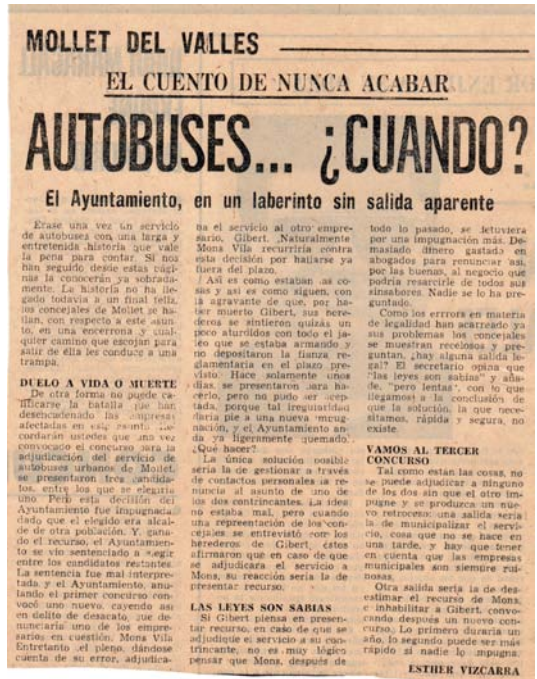 MOLLET DEL VALLES
EL CUENTO DE NUNCA ACABAR
AUTOBUSES... ¿CUANDO?
El Ayuntamiento, en un laberinto sin salida aparente
Erase una vez un servicio
de autobuses con una larga y
entretenida historia que vale
la pena para contar. Si nos
han seguido desde estas pági-
nas la conocerán ya sobrada-
mente. La historia no ha lle-
gado todavía a un final feliz,
los concejales de Mollet se ha-
llan, con respecto a este asun-
to, en una encerrona y cual-
quier camino que escojan para
salir de élla les conduce a una
trampa.
DUELO A VIDA O MUERTE
De otra forma no puede ca-
lificarse la batalla que han
desencadenado las empresas
afectadas en este asunto. Re-
cordarán ustedes que una vez
convocado el concurso para la
adjudicación del servicio de
autobuses urbanos de Mollet,
se presentaron tres candida-
tos, entre los que se eligió
uno. Pero esta decisión del
Ayuntamiento fue impugnada
dado que el elegido era alcal-
de de otra población. Y, gana-
do el recurso, el Ayuntamien-
to se vio sentenciado a elegir
entre los candidatos restantes.
La sentencia fue mal interpre-
tada y el Ayuntamiento, anu-
lando el primer concurso con-
vocó uno nuevo, cayendo así
en delito de desacato, que de-
nunciaría uno de los empre-
sarios en cuestión, Mons Vila
Entretanto el pleno, dándose
cuenta de su error, adjudica-
na el servicio al otro empre-
sario, Gibert. Naturalmente
Mons Vila recurriría contra
esta decisión por hallarse ya
fuera del plazo.
Así es como estaban las co-
sas y así es como siguen, con
la agravante de que, por ha-
ber muerto Gibert, sus here-
deros se sintieron quizás un
poco aturdidos con todo el ja-
leo que se estaba armando y
no depositaron la fianza re-
glamentaria en el plazo pre-
visto. Hace solamente unos
días, se presentaron para ha-
cerlo, pero no pudo ser acep-
tada, porque tal irregularidad
daría pie a una nueva impug-
nación, y el Ayuntamiento an-
da ya ligeramente quemado.
¿Qué hacer?
La única solución posible
sería la de gestionar a través
de contactos personales la re-
nuncia al asunto de uno de
los dos contrincantes. La idea
no estaba mal, pero cuando
una reprentación de los con-
cejales se entrevistó con los
herederos de Gibert, éstos
afirmaron que en caso de que
se adjudicara el servicio a
Mons, su reacción sería la de
presentar recurso.
LAS LEYES SON SABIAS
Si Gibert piensa en presen-
tar recurso, en caso de que se
adjudique el servicio a su con-
trincante, no es muy lógico
pensar que Mons, después de
todo lo pasado, se detuviera
por una impugnación más. De-
masiado dinero gastado en
abogados para renunciar así,
por las buenas, al negocio que
podría resarcirle de todos sus
sinsabores. Nadie se lo ha pre-
guntado.
Como los errrors en materia
de legalidad han acarreado ya
sus problemas los concejales
se muestran recelosos y pre-
guntan, ¿hay alguna salida le-
gal? El secretario opina que
"las leyes son sabias" y aña-
de, "pero lentas", con lo que
llegamos a la conclusión de
que la solución, la que nece-
sitamos, rápida y segura, no
existe.
VAMOS AL TERCER
CONCURSO
Tal como están las cosas, no
se puede adjudicar a ninguno
de los dos sin que el otro im-
pugne y se produzca un nue-
vo retroceso; una salida sería
la de municipalizar el servi-
cio, cosa que no se hace en
una tarde, y hay que tener
en cuenta que las empresas
municipales son siempre rui-
nosas.
Otra salida sería la de des-
estimar el recurso de Mons,
e inhabilitar a Gibert, convo-
cando después un nuevo con-
curso. Lo primero duraría un
año, lo segundo puede ser más
rápido si nadie lo impugna.
ESTHER VIZCARRA